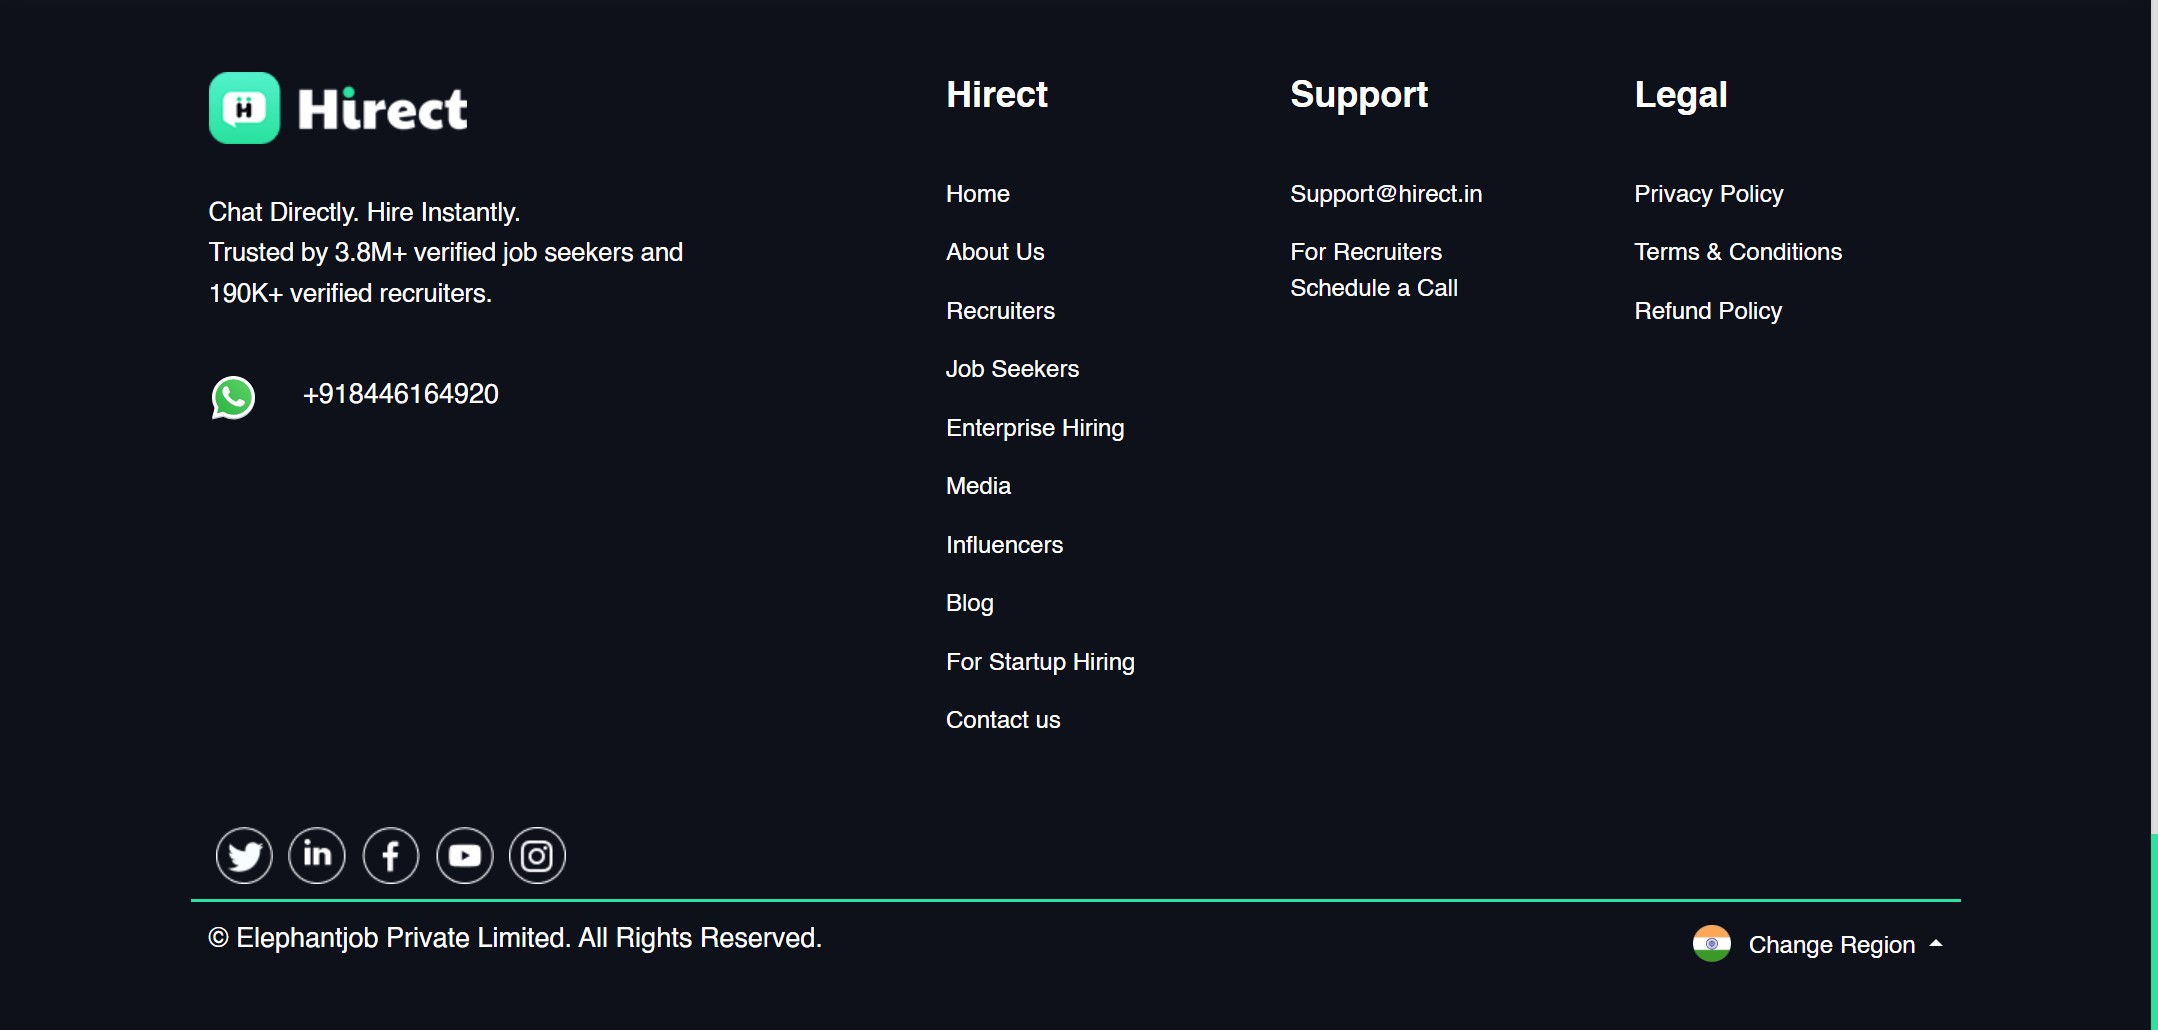 Hirect
Chat Directly. Hire Instantly.
Trusted by 3.8M+ verified job seekers and
190K+ verified recruiters.
+918446164920
Hirect
Home
About Us
Recruiters
Job Seekers
Enterprise Hiring
Media
Influencers
Blog
For Startup Hiring
Contact us
Support
Support@hirect.in
For Recruiters
Schedule a Call
Legal
Privacy Policy
Terms & Conditions
Refund Policy
© Elephantjob Private Limited. All Rights Reserved.
Change Region